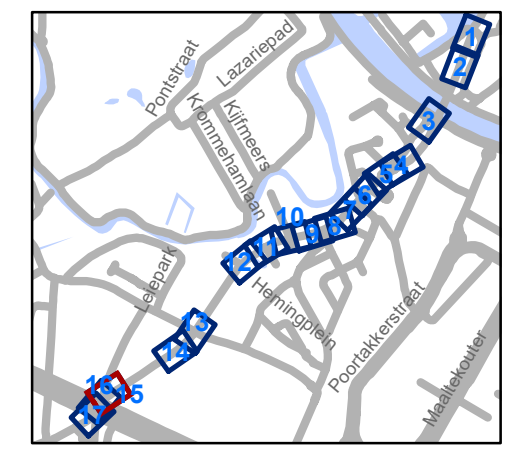 1
2
3
4
5
6
7
8
9
10
11
12
13
14
15
16
17
Pontstraat
Lazariepad
Kijfmeers
Krommehamlaan
Leiepark
Hemingplein
Poortakkerstraat
Maaltekouter